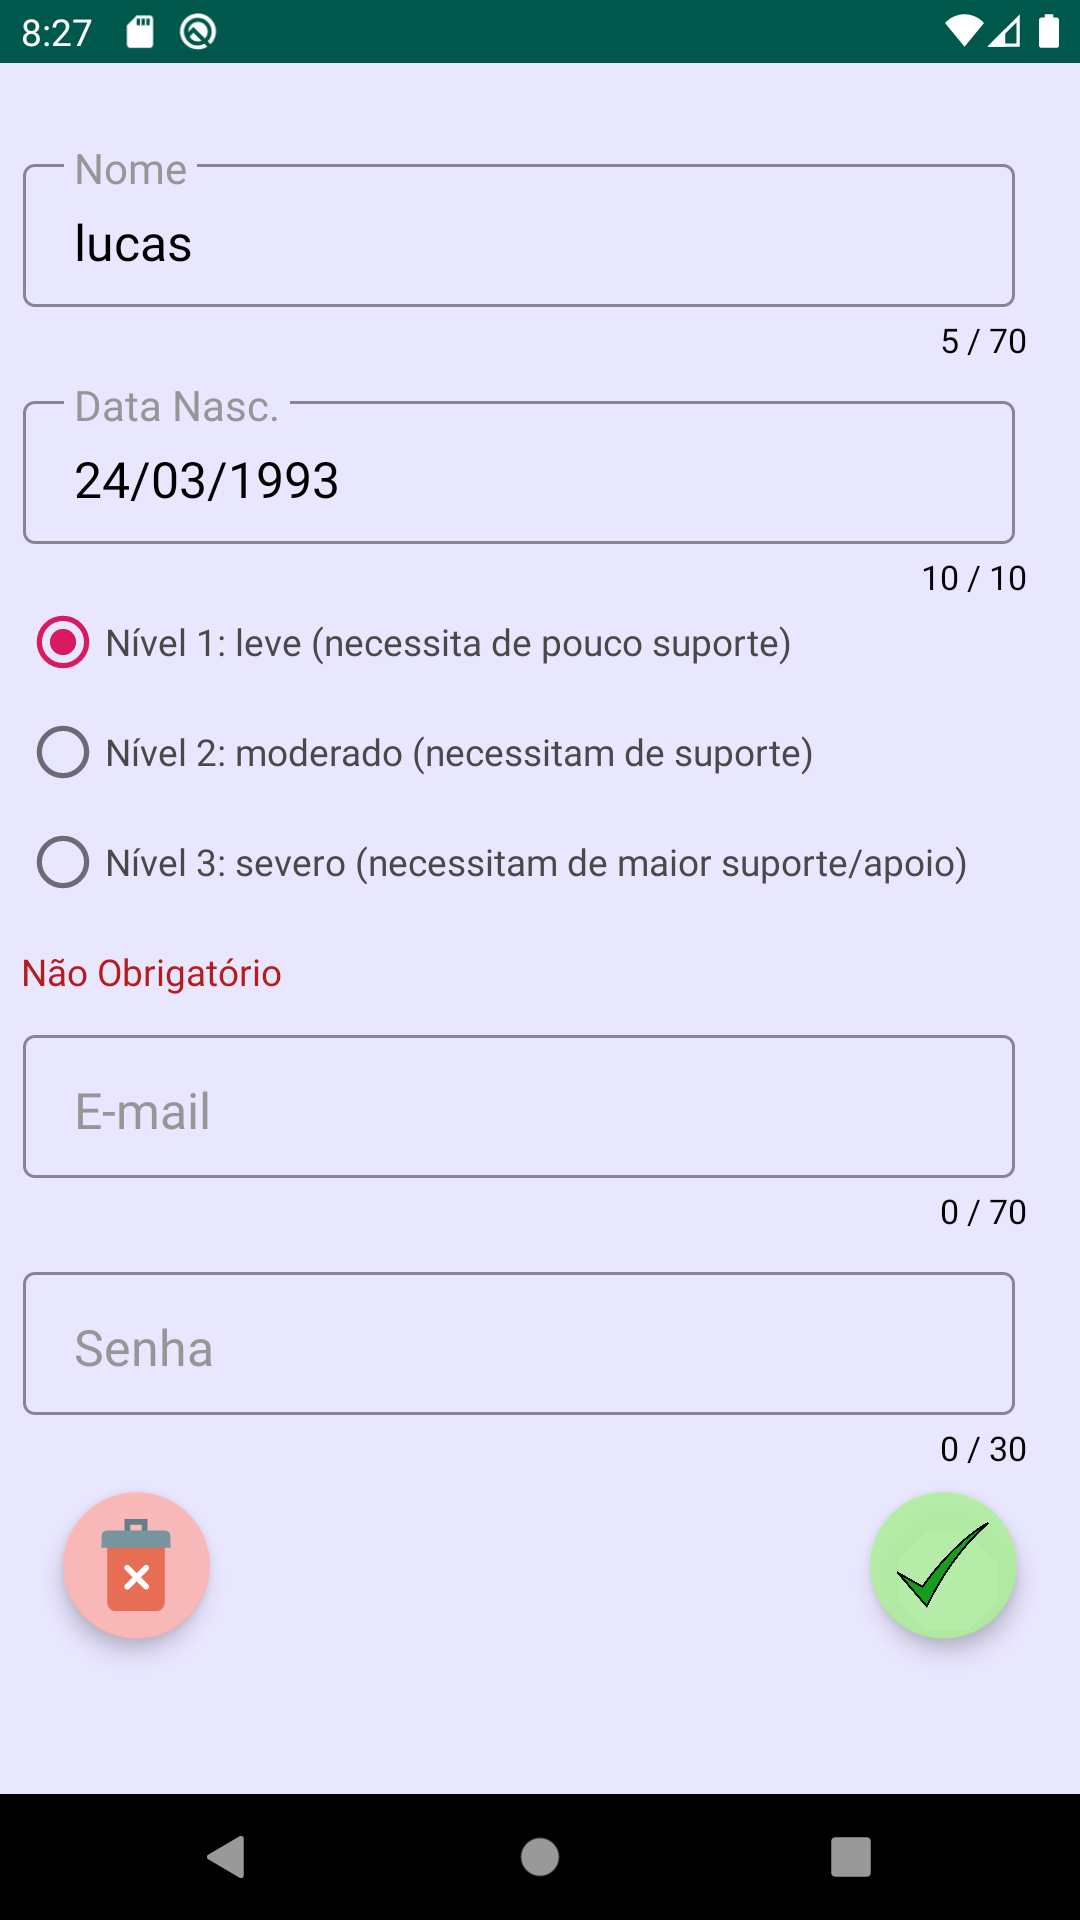 8:27
Nome
lucas
5 / 70
Data Nasc.
24/03/1993
10 / 10
Nível 1: leve (necessita de pouco suporte)
Nível 2: moderado (necessitam de suporte)
Nível 3: severo (necessitam de maior suporte/apoio)
Não Obrigatório
E-mail
0 / 70
Senha
0 / 30